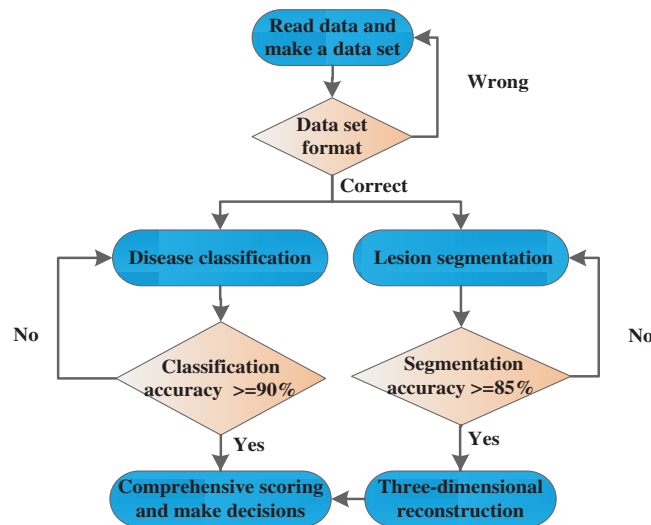 Read data and
make a data set
Wrong
Data set
format
Correct
Disease classification
Lesion segmentation
No
No
Classification
accuracy >=90%
Segmentation
accuracy >=85%
Yes
Yes
Comprehensive scoring
and make decisions
Three-dimensional
reconstruction